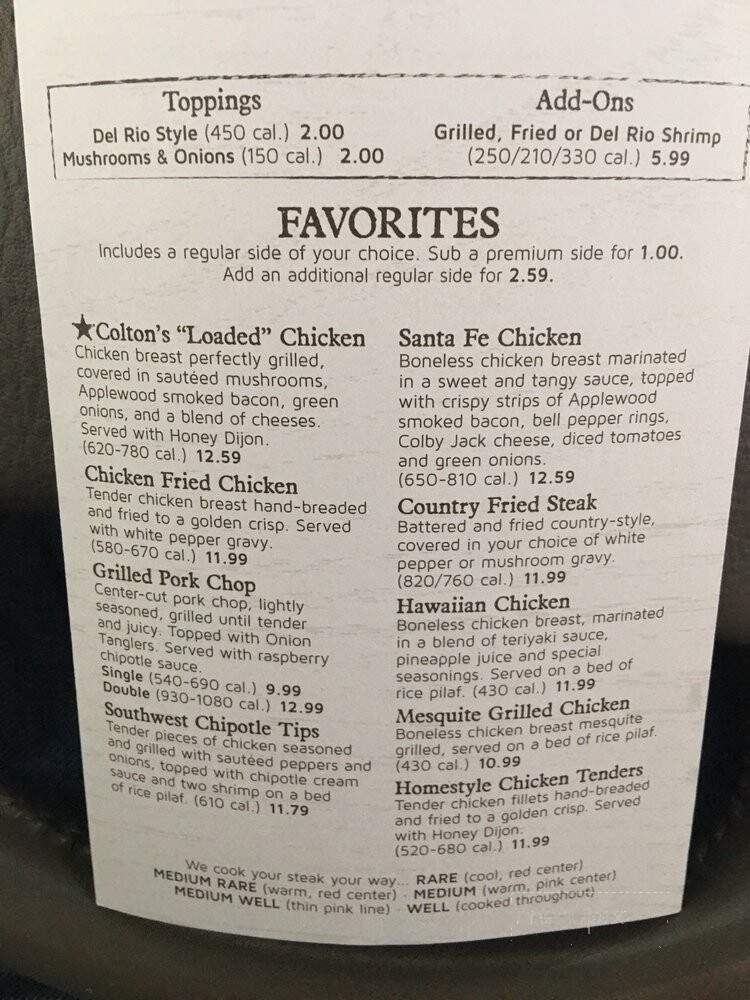 Toppings
Del Rio Style (450 cal.) 2.00
Mushrooms & Onions (150 cal.) 2.00
Add-Ons
Grilled, Fried or Del Rio Shrimp
(250/210/330 cal.) 5.99
FAVORITES
Includes a regular side of your choice. Sub a premium side for 1.00.
Add an additional regular side for 2.59.
★Colton's "Loaded" Chicken
Chicken breast perfectly grilled,
covered in sautéed mushrooms,
Applewood smoked bacon, green
onions, and a blend of cheeses.
Served with Honey Dijon.
(620-780 cal.) 12.59
Chicken Fried Chicken
Tender chicken breast hand-breaded
and fried to a golden crisp. Served
with white pepper gravy.
(580-670 cal.) 11.99
Grilled Pork Chop
Center-cut pork chop, lightly
seasoned, grilled until tender
and juicy. Topped with Onion
Tanglers. Served with raspberry
chipotle sauce.
Single (540-690 cal.) 9.99
Double (930-1080 cal.) 12.99
Southwest Chipotle Tips
Tender pieces of chicken seasoned
and grilled with sautéed peppers and
onions, topped with chipotle cream
sauce and two shrimp on a bed
of rice pilaf. (610 cal.) 11.79
Santa Fe Chicken
Boneless chicken breast marinated
in a sweet and tangy sauce, topped
with crispy strips of Applewood
smoked bacon, bell pepper rings,
Colby Jack cheese, diced tomatoes
and green onions.
(650-810 cal.) 12.59
Country Fried Steak
Battered and fried country-style,
covered in your choice of white
pepper or mushroom gravy.
(820/760 cal.) 11.99
Hawaiian Chicken
Boneless chicken breast, marinated
in a blend of teriyaki sauce,
pineapple juice and special
seasonings. Served on a bed of
rice pilaf. (430 cal.) 11.99
Mesquite Grilled Chicken
Boneless chicken breast mesquite
grilled, served on a bed of rice pilaf.
(430 cal.) 10.99
Homestyle Chicken Tenders
Tender chicken fillets hand-breaded
and fried to a golden crisp. Served
with Honey Dijon.
(520-680 cal.) 11.99
We cook your steak your way... RARE (cool, red center)
MEDIUM RARE (warm, red center) · MEDIUM (warm, pink center)
MEDIUM WELL (thin pink line) · WELL (cooked throughout)